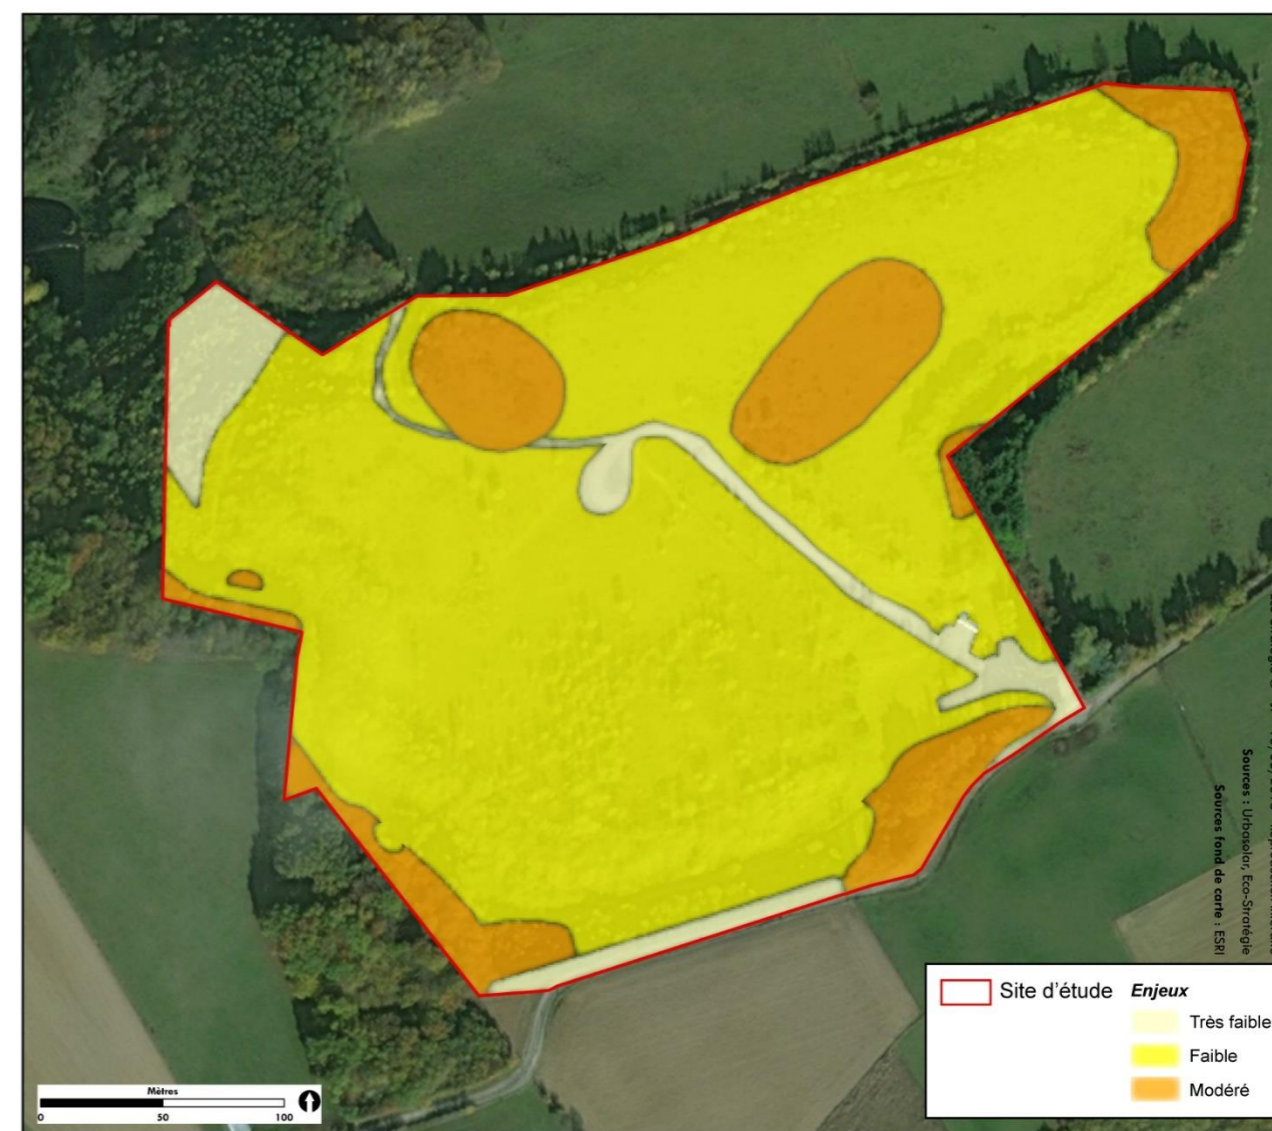 Sources : Urbasolar, Eco-Stratégie
Sources fond de carte : ESRI
Site d'étude
Enjeux
Très faible
Faible
Modéré
Mètres
0 50 100